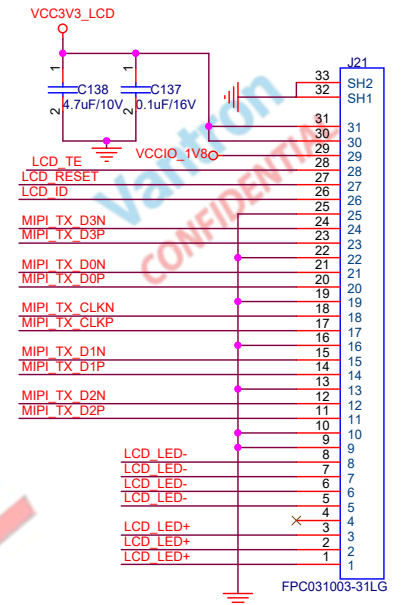 VCC3V3_LCD
J21
1 C138 1 C137
4.7uF/10V 0.1uF/16V
2 2
33 SH2
32 SH1
31 31
30 30
VCCIO_1V8 29 29
LCD_TE 28 28
LCD_RESET 27 27
LCD_ID 26 26
25 25
MIPI_TX_D3N 24 24
MIPI_TX_D3P 23 23
22 22
MIPI_TX_D0N 21 21
MIPI_TX_D0P 20 20
19 19
MIPI_TX_CLKN 18 18
MIPI_TX_CLKP 17 17
16 16
MIPI_TX_D1N 15 15
MIPI_TX_D1P 14 14
13 13
MIPI_TX_D2N 12 12
MIPI_TX_D2P 11 11
10 10
9 9
LCD_LED- 8 8
LCD_LED- 7 7
LCD_LED- 6 6
LCD_LED- 5 5
4 4
LCD_LED+ 3 3
LCD_LED+ 2 2
LCD_LED+ 1 1
FPC031003-31LG
Vantron
CONFIDENTIAL